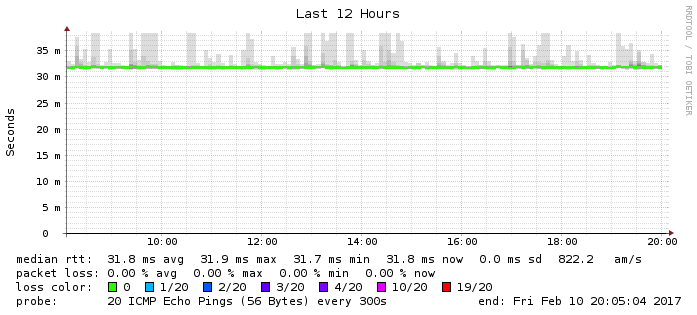 Last 12 Hours
RRDTOOL / TOBI OETIKER
Seconds
35 m
30 m
25 m
20 m
15 m
10 m
5 m
0
10:00 12:00 14:00 16:00 18:00 20:00
median rtt: 31.8 ms avg 31.9 ms max 31.7 ms min 31.8 ms now 0.0 ms sd 822.2 am/s
packet loss: 0.00 % avg 0.00 % max 0.00 % min 0.00 % now
loss color: 0 1/20 2/20 3/20 4/20 10/20 19/20
probe: 20 ICMP Echo Pings (56 Bytes) every 300s end: Fri Feb 10 20:05:04 2017